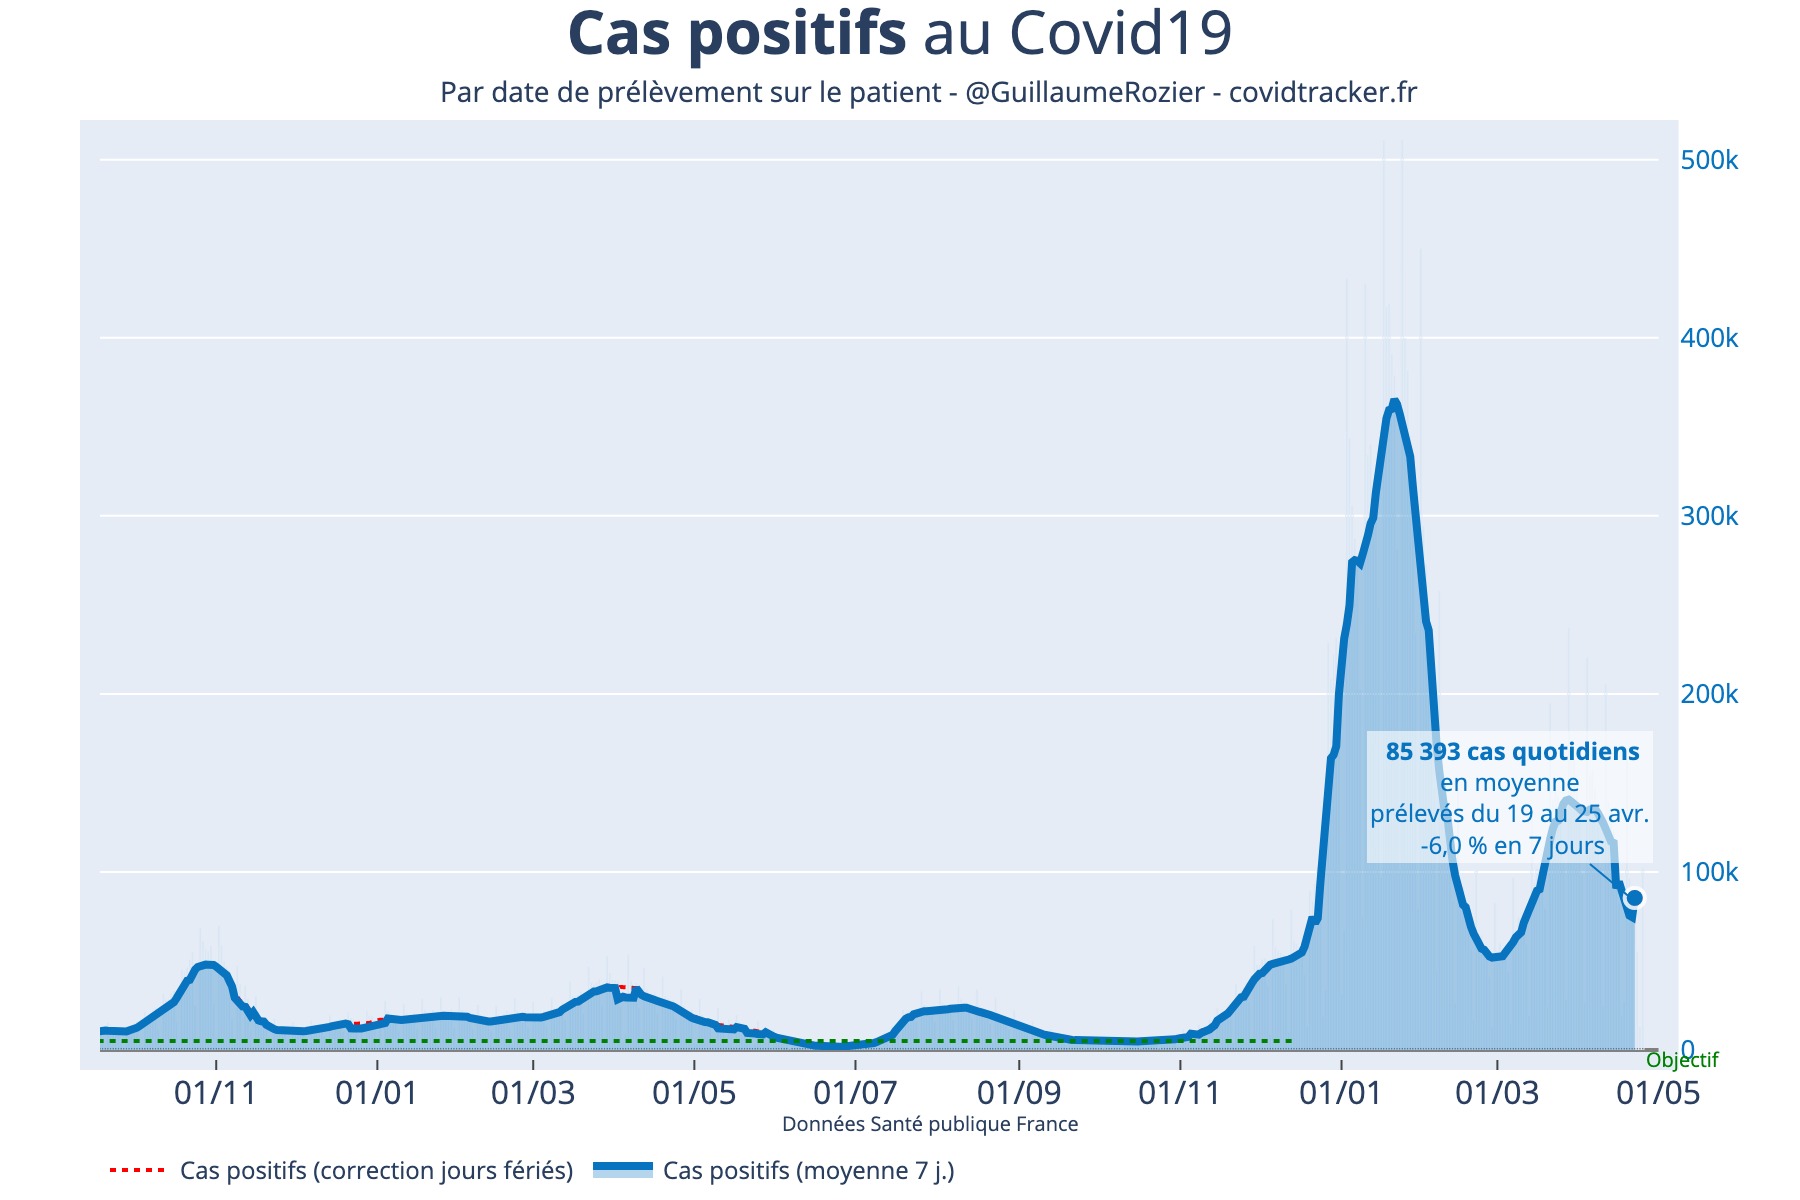 Cas positifs au Covid19
Par date de prélèvement sur le patient - @GuillaumeRozier - covidtracker.fr
500k
400k
300k
200k
85 393 cas quotidiens
en moyenne
prélevés du 19 au 25 avr.
-6,0 % en 7 jours
100k
0
Objectif
01/11 01/01 01/03 01/05 01/07 01/09 01/11 01/01 01/03 01/05
Données Santé publique France
Cas positifs (correction jours fériés) Cas positifs (moyenne 7 j.)